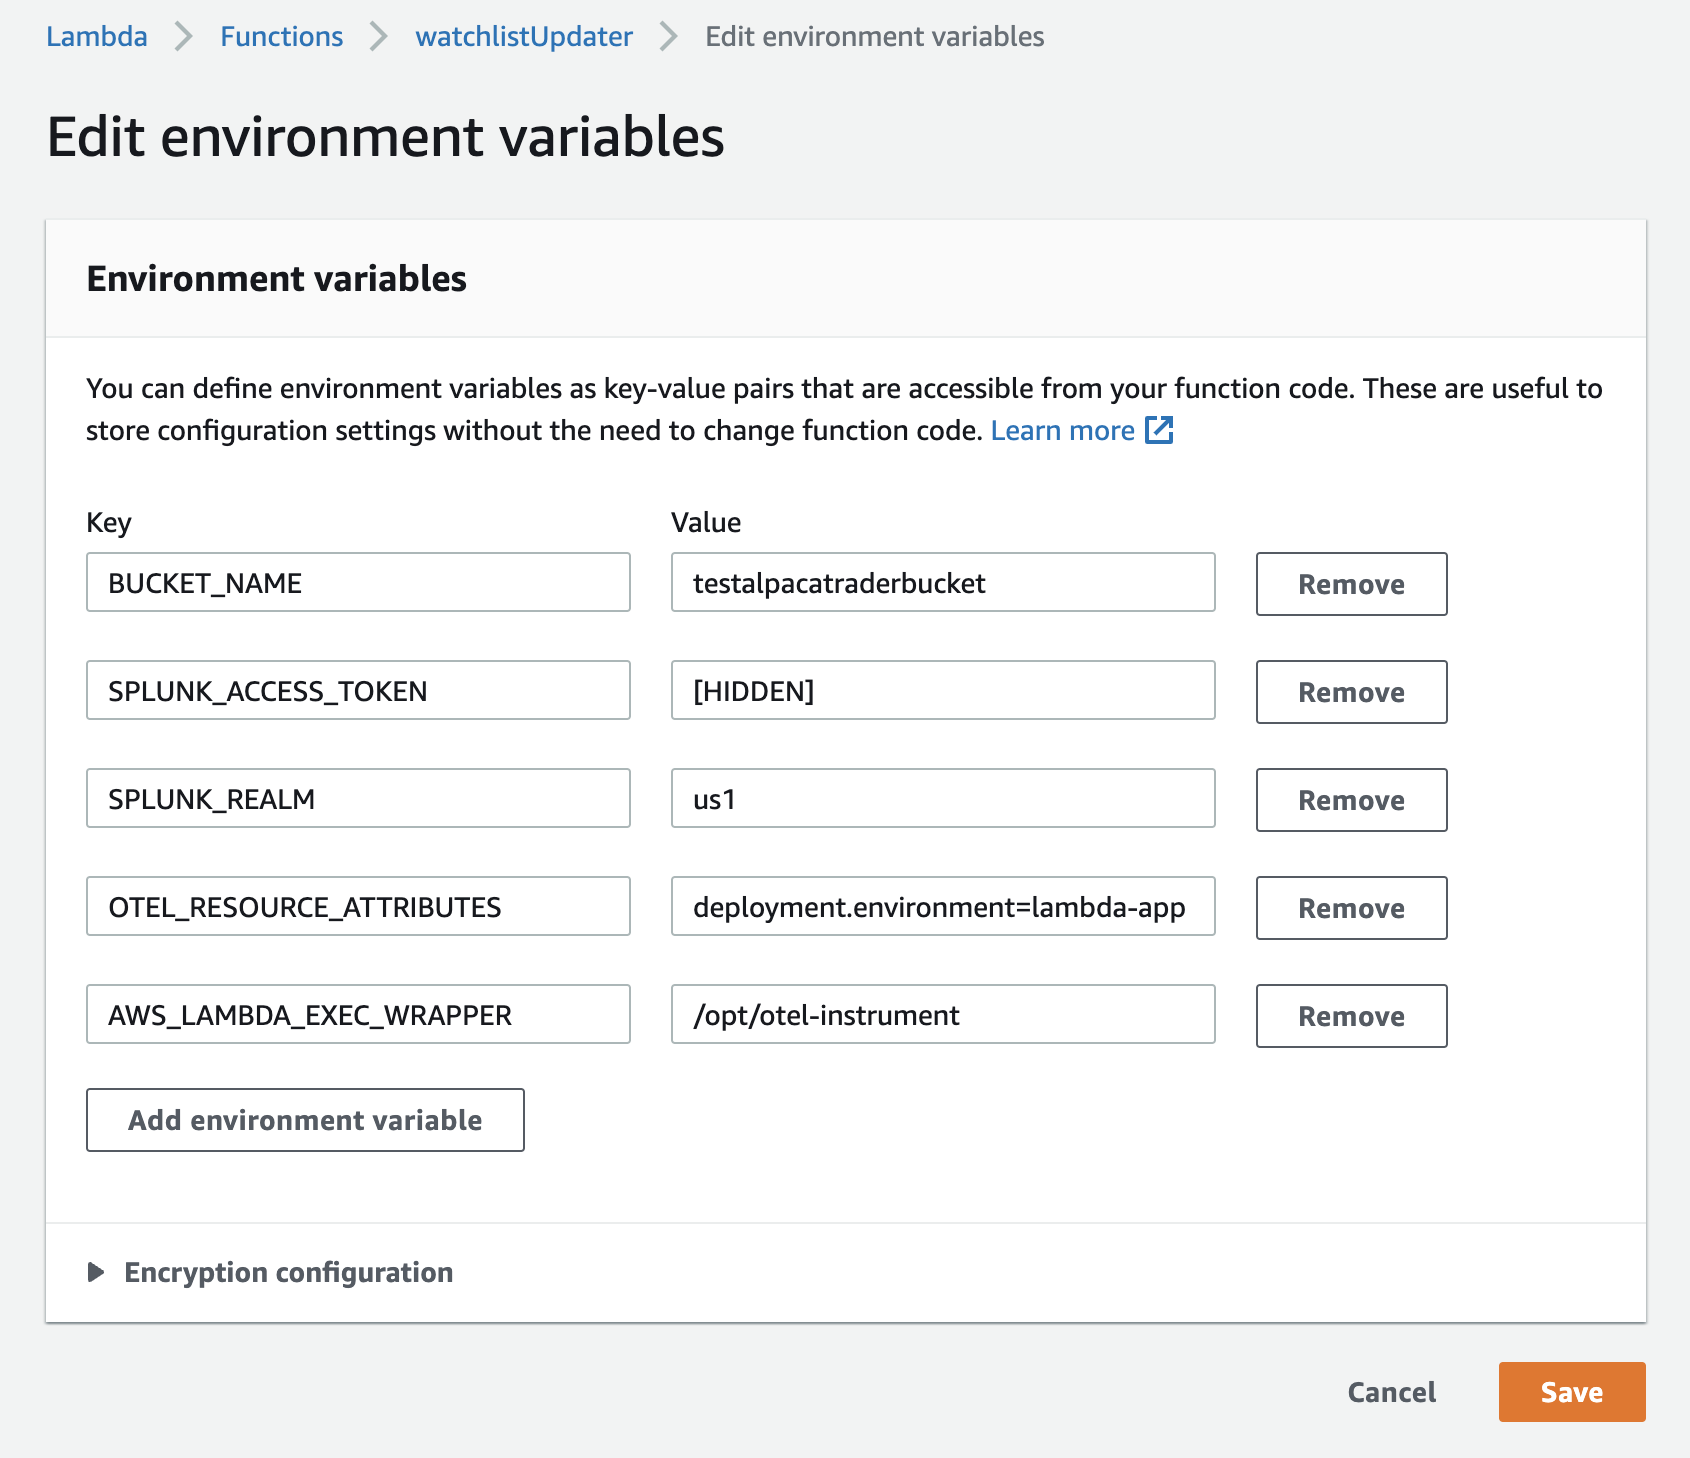 Lambda > Functions > watchlistUpdater > Edit environment variables
Edit environment variables
Environment variables
You can define environment variables as key-value pairs that are accessible from your function code. These are useful to
store configuration settings without the need to change function code. Learn more
Key Value
BUCKET_NAME testalpacatraderbucket Remove
SPLUNK_ACCESS_TOKEN [HIDDEN] Remove
SPLUNK_REALM us1 Remove
OTEL_RESOURCE_ATTRIBUTES deployment.environment=lambda-app Remove
AWS_LAMBDA_EXEC_WRAPPER /opt/otel-instrument Remove
Add environment variable
Encryption configuration
Cancel Save